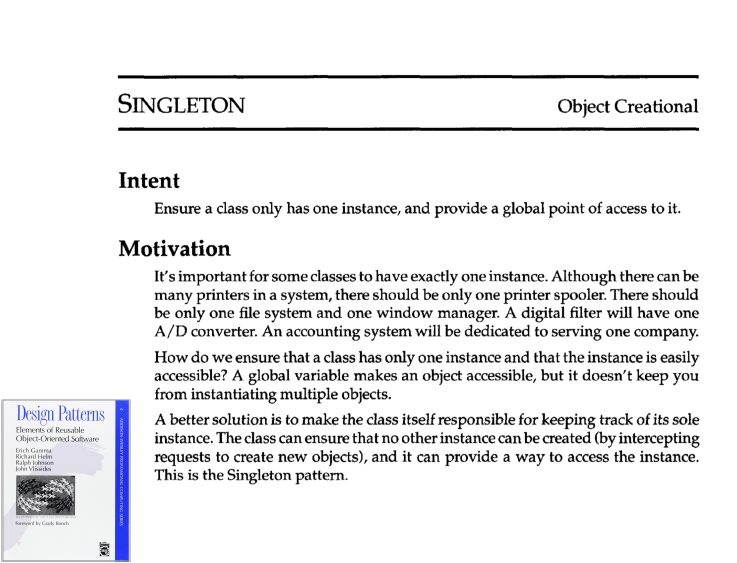 SINGLETON
Object Creational
Intent
Ensure a class only has one instance, and provide a global point of access to it.
Motivation
It's important for some classes to have exactly one instance. Although there can be
many printers in a system, there should be only one printer spooler. There should
be only one file system and one window manager. A digital filter will have one
A/D converter. An accounting system will be dedicated to serving one company.
How do we ensure that a class has only one instance and that the instance is easily
accessible? A global variable makes an object accessible, but it doesn't keep you
from instantiating multiple objects.
A better solution is to make the class itself responsible for keeping track of its sole
instance. The class can ensure that no other instance can be created (by intercepting
requests to create new objects), and it can provide a way to access the instance.
This is the Singleton pattern.
Design Patterns
Elements of Reusable
Object-Oriented Software
Erich Gamma
Richard Helm
Ralph Johnson
John Vlissides
Foreword by Grady Booch
ADDISON-WESLEY PROFESSIONAL COMPUTING SERIES